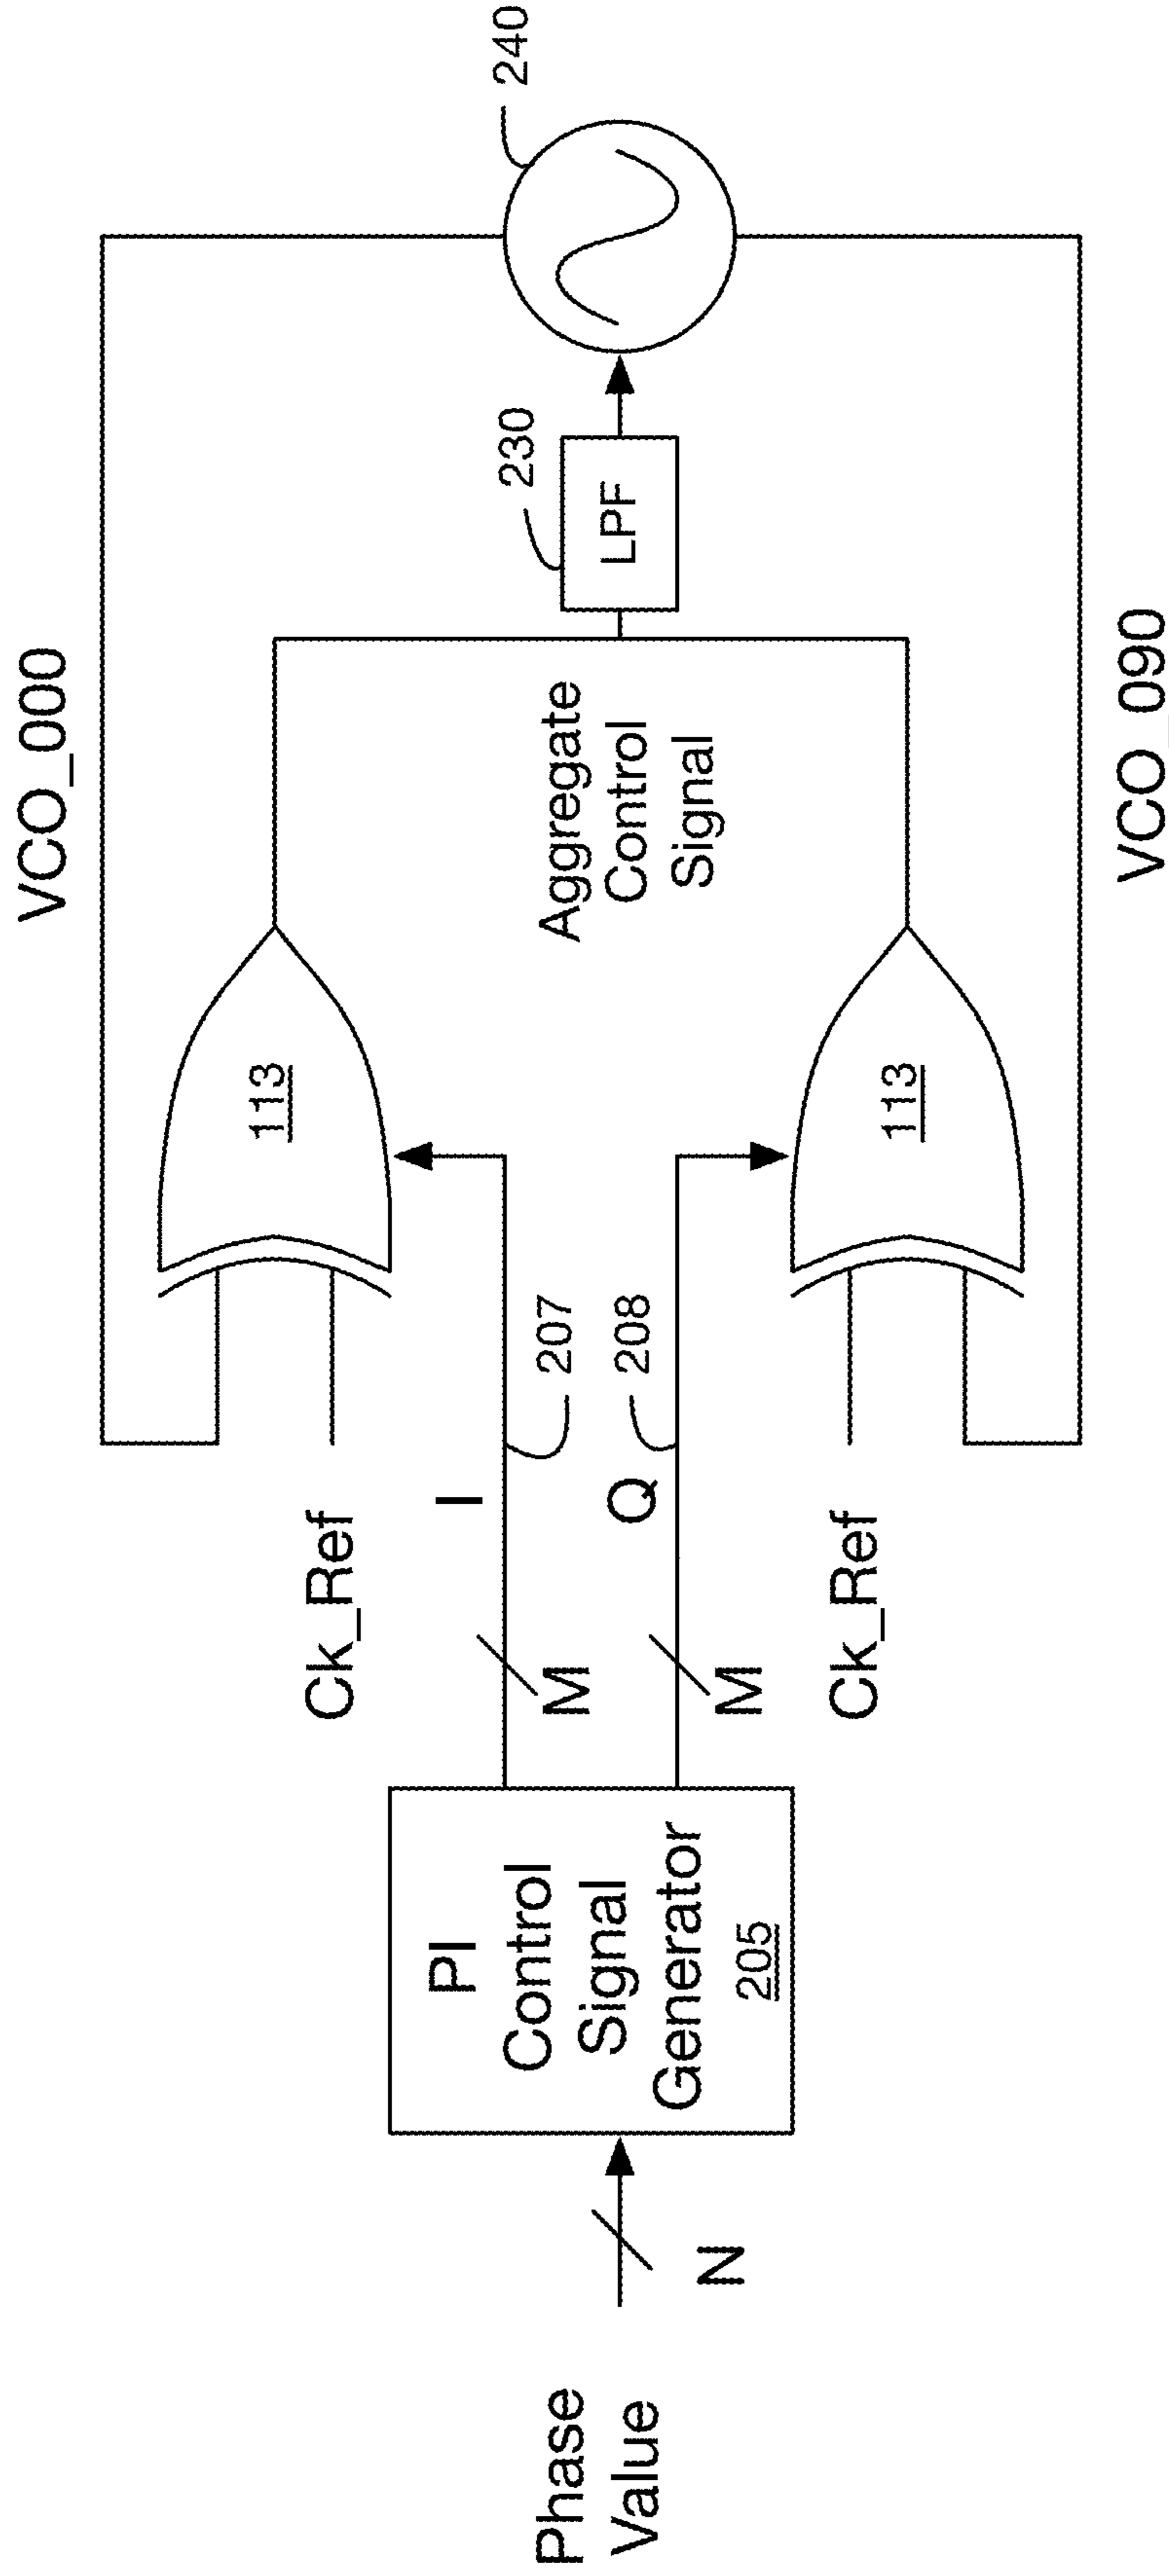 Phase
Value
N
PI
Control
Signal
Generator
205
M
M
I
Q
207
208
Ck_Ref
Ck_Ref
113
113
VCO_000
VCO_090
Aggregate
Control
Signal
LPF
230
240